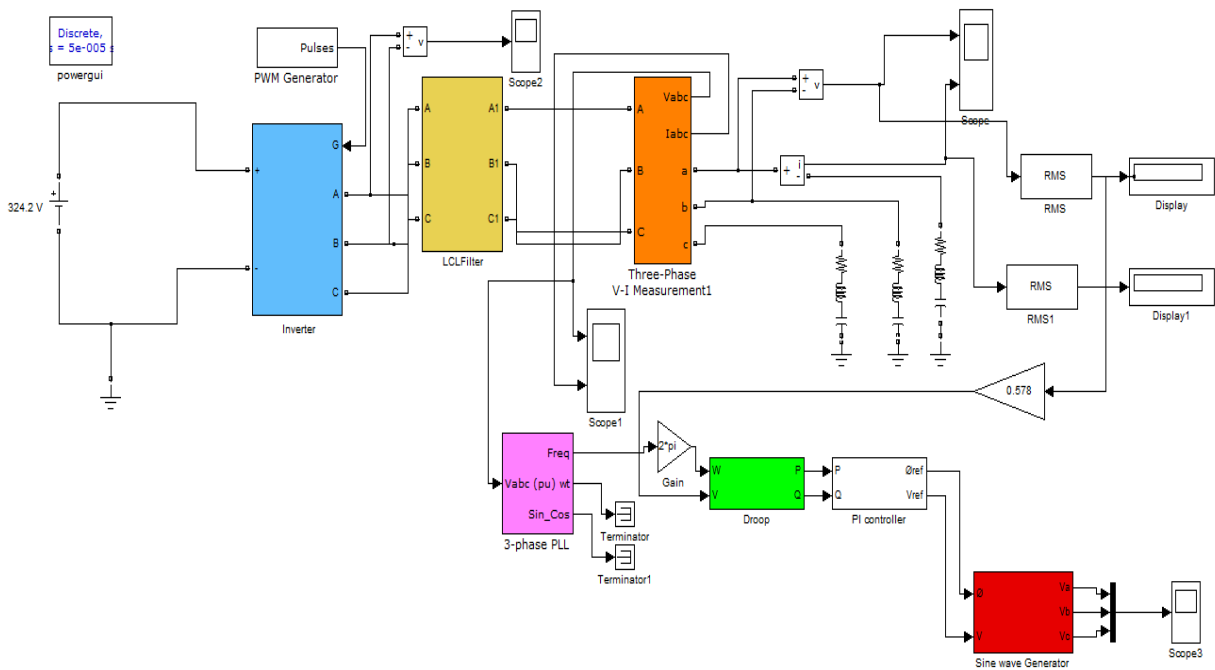 Discrete,
s = 5e-005 s
powergui
Pulses
PWM Generator
+
-
v
Scope2
324.2 V
+
+
-
G
A
B
C
Inverter
A
B
C
A1
B1
C1
LCLFilter
A
B
C
Vabc
Iabc
a
b
c
Three-Phase
V-I Measurement1
+
-
v
+
i
-
Scope
RMS
RMS
Display
RMS
RMS1
Display1
0.578
Scope1
Vabc (pu)
Freq
wt
Sin_Cos
3-phase PLL
Terminator
Terminator1
2*pi
Gain
W
V
P
Q
Droop
P
Q
Øref
Vref
PI controller
Ø
V
Va
Vb
Vc
Sine wave Generator
Scope3